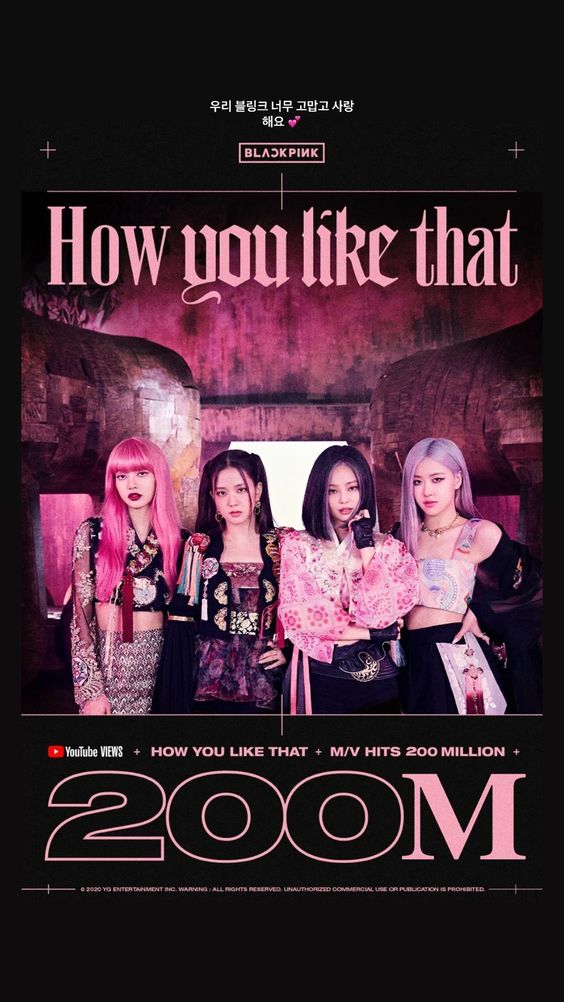 우리 블링크 너무 고맙고 사랑
해요 💕
BLACKPINK
How you like that
YouTube VIEWS + HOW YOU LIKE THAT + M/V HITS 200 MILLION +
200M
© 2020 YG ENTERTAINMENT INC. WARNING : ALL RIGHTS RESERVED. UNAUTHORIZED COMMERCIAL USE OR PUBLICATION IS PROHIBITED.